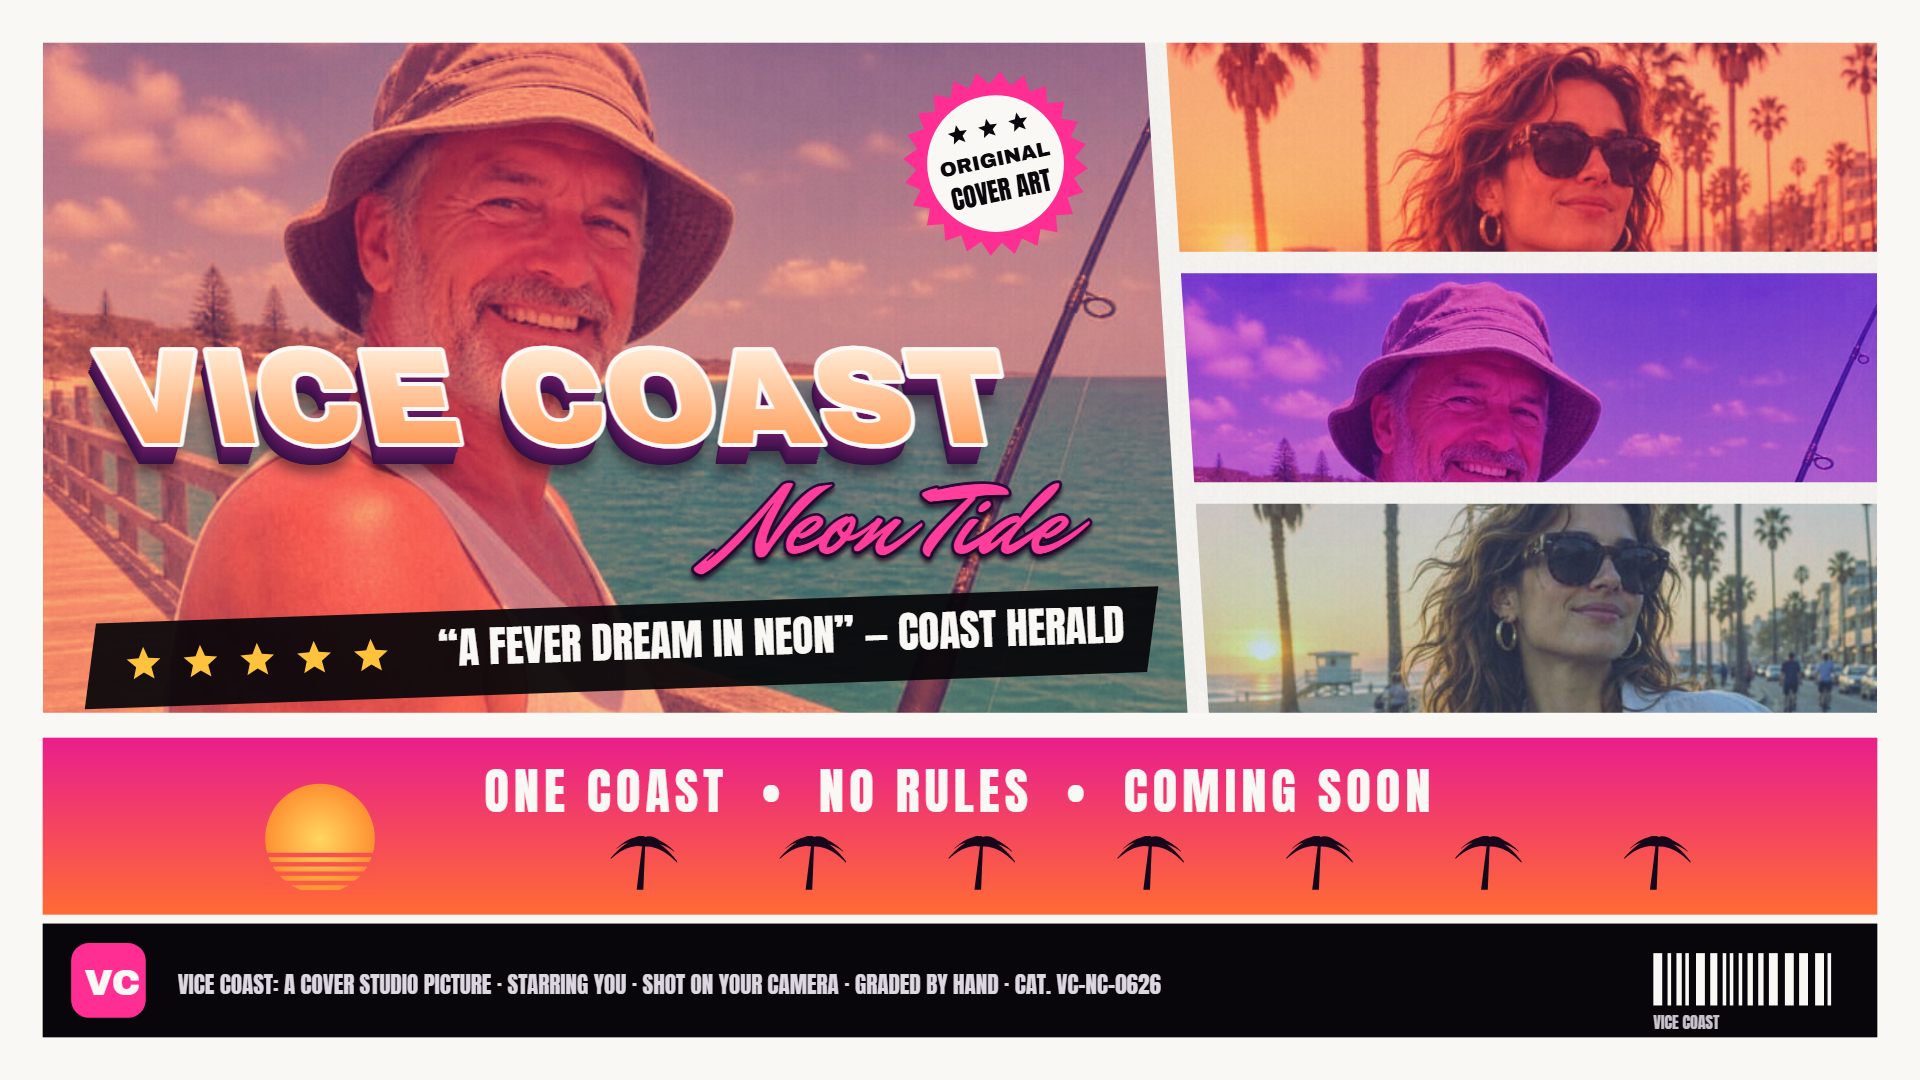 ORIGINAL
COVER ART
VICE COAST
Neon Tide
“A FEVER DREAM IN NEON” – COAST HERALD
ONE COAST • NO RULES • COMING SOON
VC
VICE COAST: A COVER STUDIO PICTURE · STARRING YOU · SHOT ON YOUR CAMERA · GRADED BY HAND · CAT. VC-NC-0626
VICE COAST